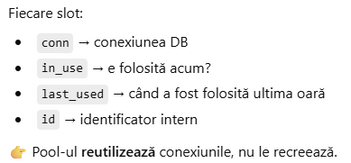 Fiecare slot:
• conn → conexiunea DB
• in_use → e folosită acum?
• last_used → când a fost folosită ultima oară
• id → identificator intern
👉 Pool-ul reutilizează conexiunile, nu le recreează.